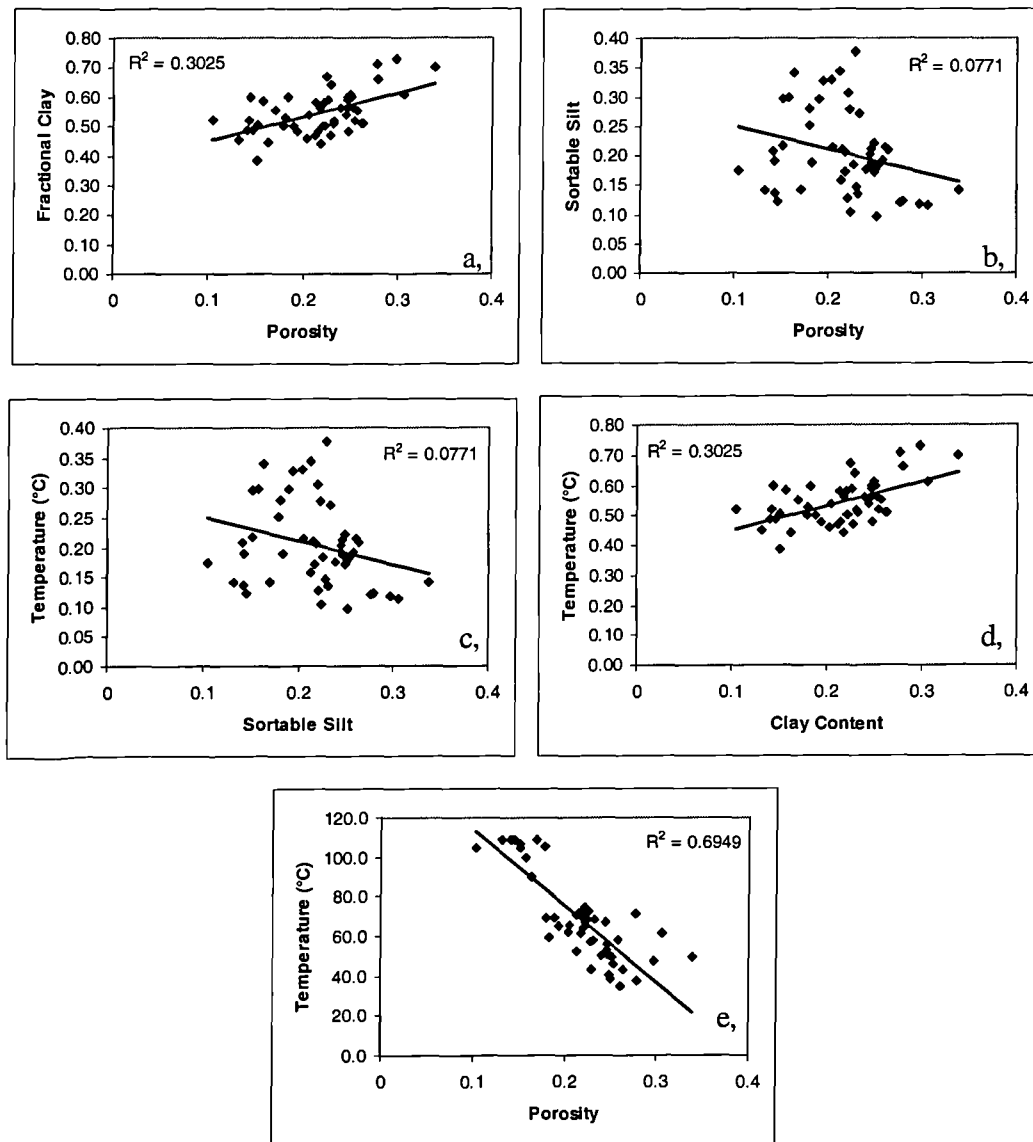 0.80
0.70
0.60
0.50
0.40
0.30
0.20
0.10
0.00
Fractional Clay
R² = 0.3025
a,
0 0.1 0.2 0.3 0.4
Porosity
0.40
0.35
0.30
0.25
0.20
0.15
0.10
0.05
0.00
Sortable Silt
R² = 0.0771
b,
0 0.1 0.2 0.3 0.4
Porosity
0.40
0.35
0.30
0.25
0.20
0.15
0.10
0.05
0.00
Temperature (°C)
R² = 0.0771
c,
0 0.1 0.2 0.3 0.4
Sortable Silt
0.80
0.70
0.60
0.50
0.40
0.30
0.20
0.10
0.00
Temperature (°C)
R² = 0.3025
d,
0 0.1 0.2 0.3 0.4
Clay Content
120.0
100.0
80.0
60.0
40.0
20.0
0.0
Temperature (°C)
R² = 0.6949
e,
0 0.1 0.2 0.3 0.4
Porosity